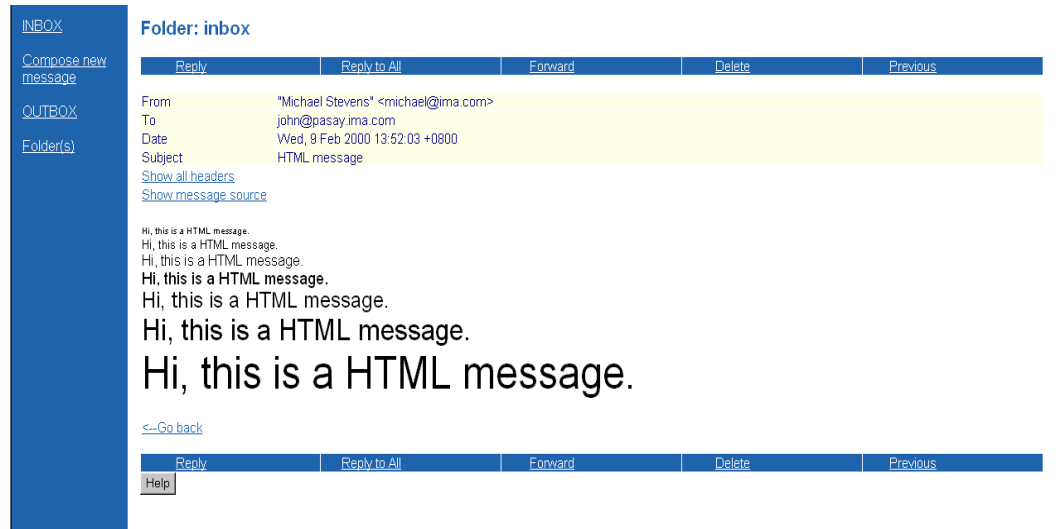 INBOX
Compose new
message
OUTBOX
Folder(s)
Folder: inbox
Reply Reply to All Forward Delete Previous
From "Michael Stevens" <michael@ima.com>
To john@pasay.ima.com
Date Wed, 9 Feb 2000 13:52:03 +0800
Subject HTML message
Show all headers
Show message source
Hi, this is a HTML message.
Hi, this is a HTML message.
Hi, this is a HTML message.
Hi, this is a HTML message.
Hi, this is a HTML message.
Hi, this is a HTML message.
Hi, this is a HTML message.
<--Go back
Reply Reply to All Forward Delete Previous
Help